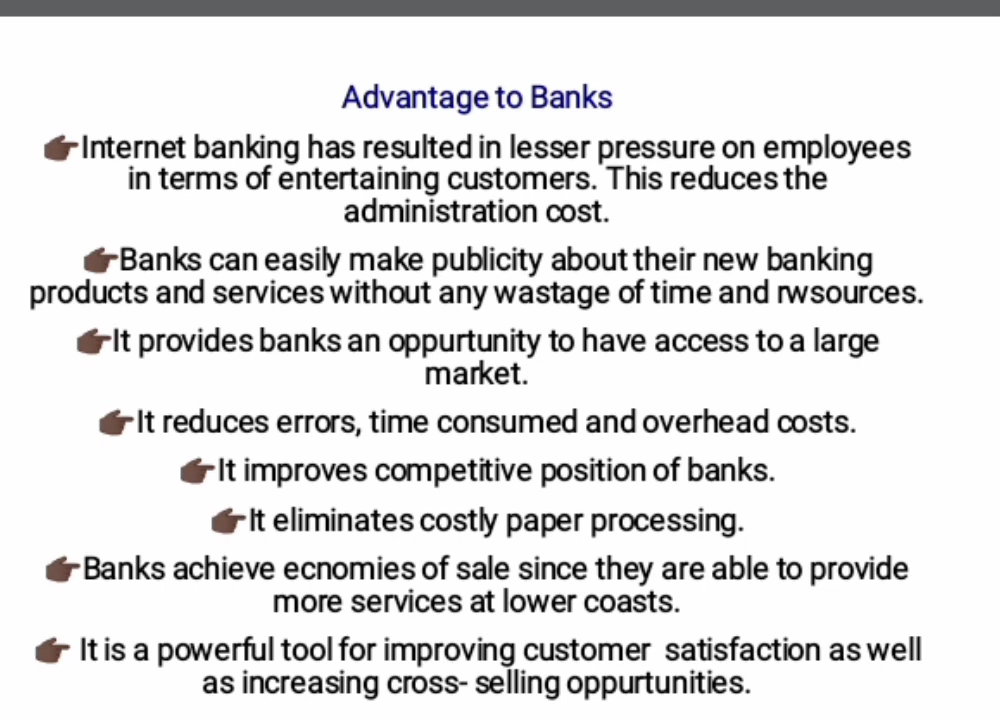 Advantage to Banks
👉🏿Internet banking has resulted in lesser pressure on employees
in terms of entertaining customers. This reduces the
administration cost.
👉🏿Banks can easily make publicity about their new banking
products and services without any wastage of time and rwsources.
👉🏿It provides banks an oppurtunity to have access to a large
market.
👉🏿It reduces errors, time consumed and overhead costs.
👉🏿It improves competitive position of banks.
👉🏿It eliminates costly paper processing.
👉🏿Banks achieve ecnomies of sale since they are able to provide
more services at lower coasts.
👉🏿 It is a powerful tool for improving customer  satisfaction as well
as increasing cross- selling oppurtunities.